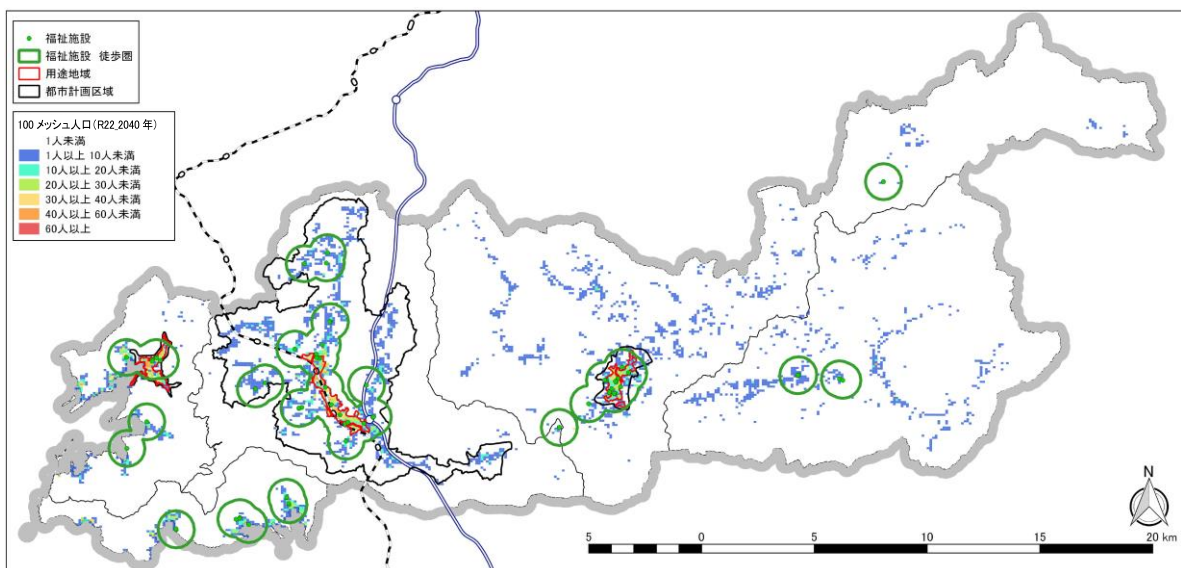 福祉施設
福祉施設 徒歩圏
用途地域
都市計画区域
100 メッシュ人口(R22_2040 年)
1人未満
1人以上 10人未満
10人以上 20人未満
20人以上 30人未満
30人以上 40人未満
40人以上 60人未満
60人以上
N
5 0 5 10 15 20 km